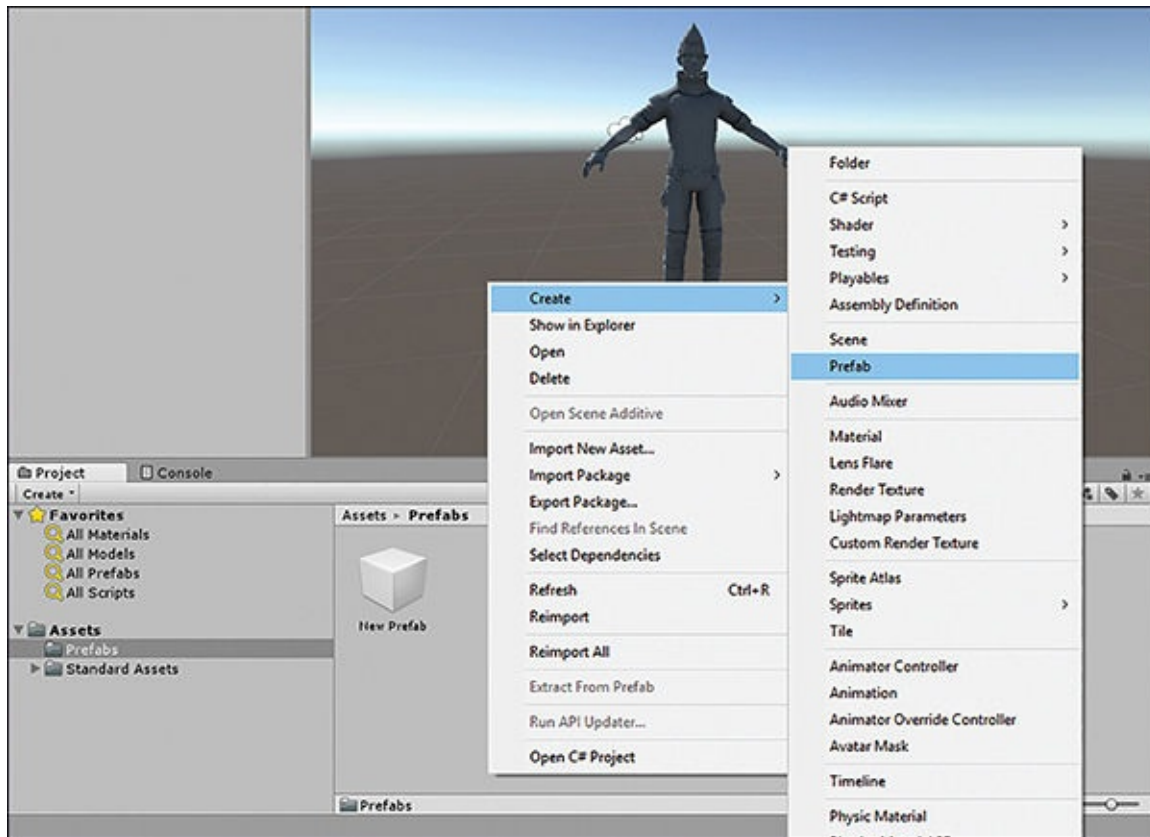 Project
Console
Create
Favorites
All Materials
All Models
All Prefabs
All Scripts
Assets
Prefabs
Standard Assets
Assets
Prefabs
New Prefab
Prefabs
Create
Show in Explorer
Open
Delete
Open Scene Additive
Import New Asset...
Import Package
Export Package...
Find References In Scene
Select Dependencies
Refresh Ctrl+R
Reimport
Reimport All
Extract From Prefab
Run API Updater...
Open C# Project
Folder
C# Script
Shader
Testing
Playables
Assembly Definition
Scene
Prefab
Audio Mixer
Material
Lens Flare
Render Texture
Lightmap Parameters
Custom Render Texture
Sprite Atlas
Sprites
Tile
Animator Controller
Animation
Animator Override Controller
Avatar Mask
Timeline
Physic Material